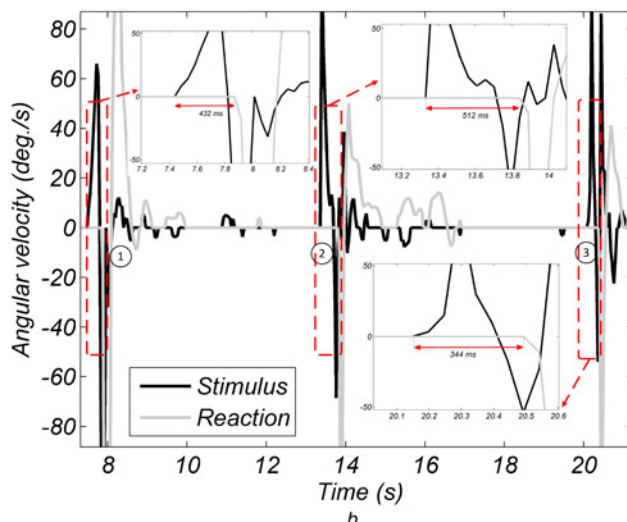 80
60
40
20
0
-20
-40
-60
-80
Angular velocity (deg./s)
50
0
-50
432 ms
7.2 7.4 7.6 7.8 8 8.2 8.4
50
0
-50
512 ms
13.2 13.4 13.6 13.8 14
50
0
-50
344 ms
20.1 20.2 20.3 20.4 20.5 20.6
1
2
3
Stimulus
Reaction
8 10 12 14 16 18 20
Time (s)
b